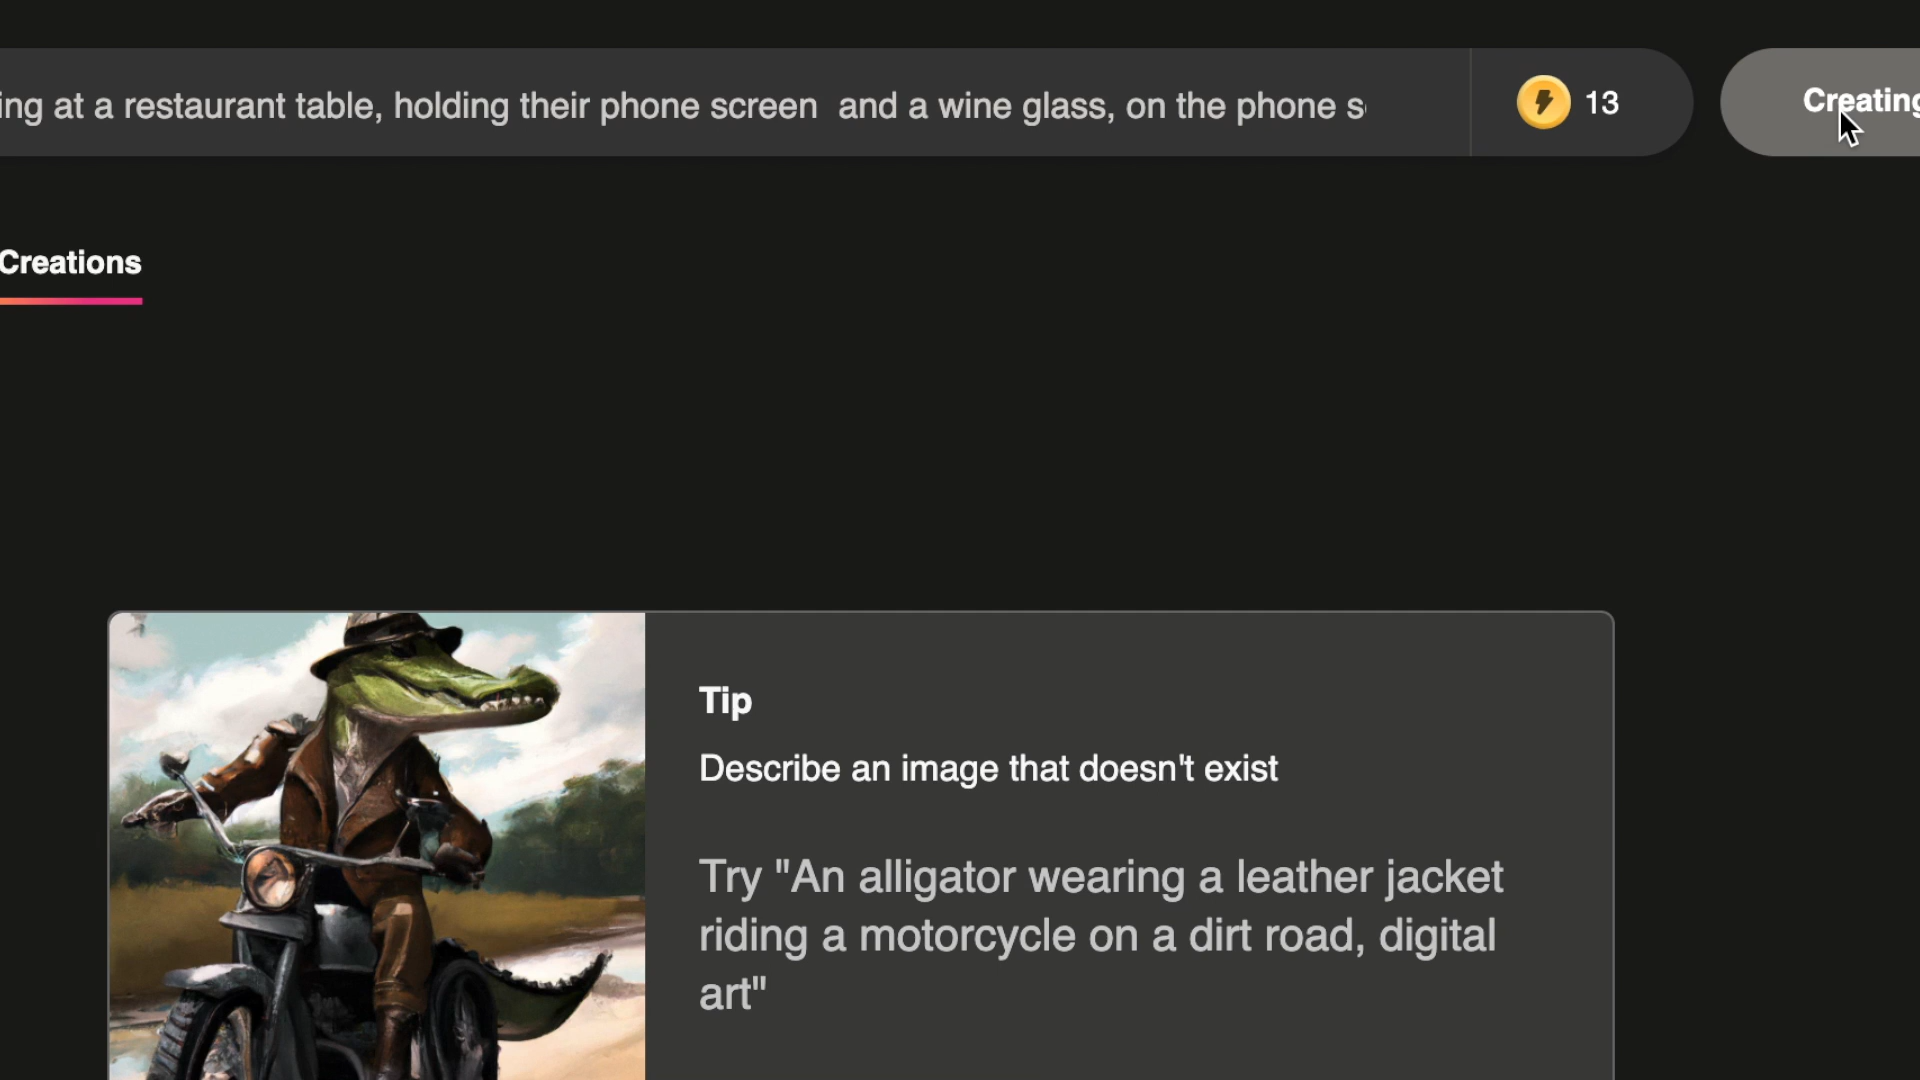 ing at a restaurant table, holding their phone screen  and a wine glass, on the phone s
13
Creating
Creations
Tip
Describe an image that doesn't exist
Try "An alligator wearing a leather jacket
riding a motorcycle on a dirt road, digital
art"